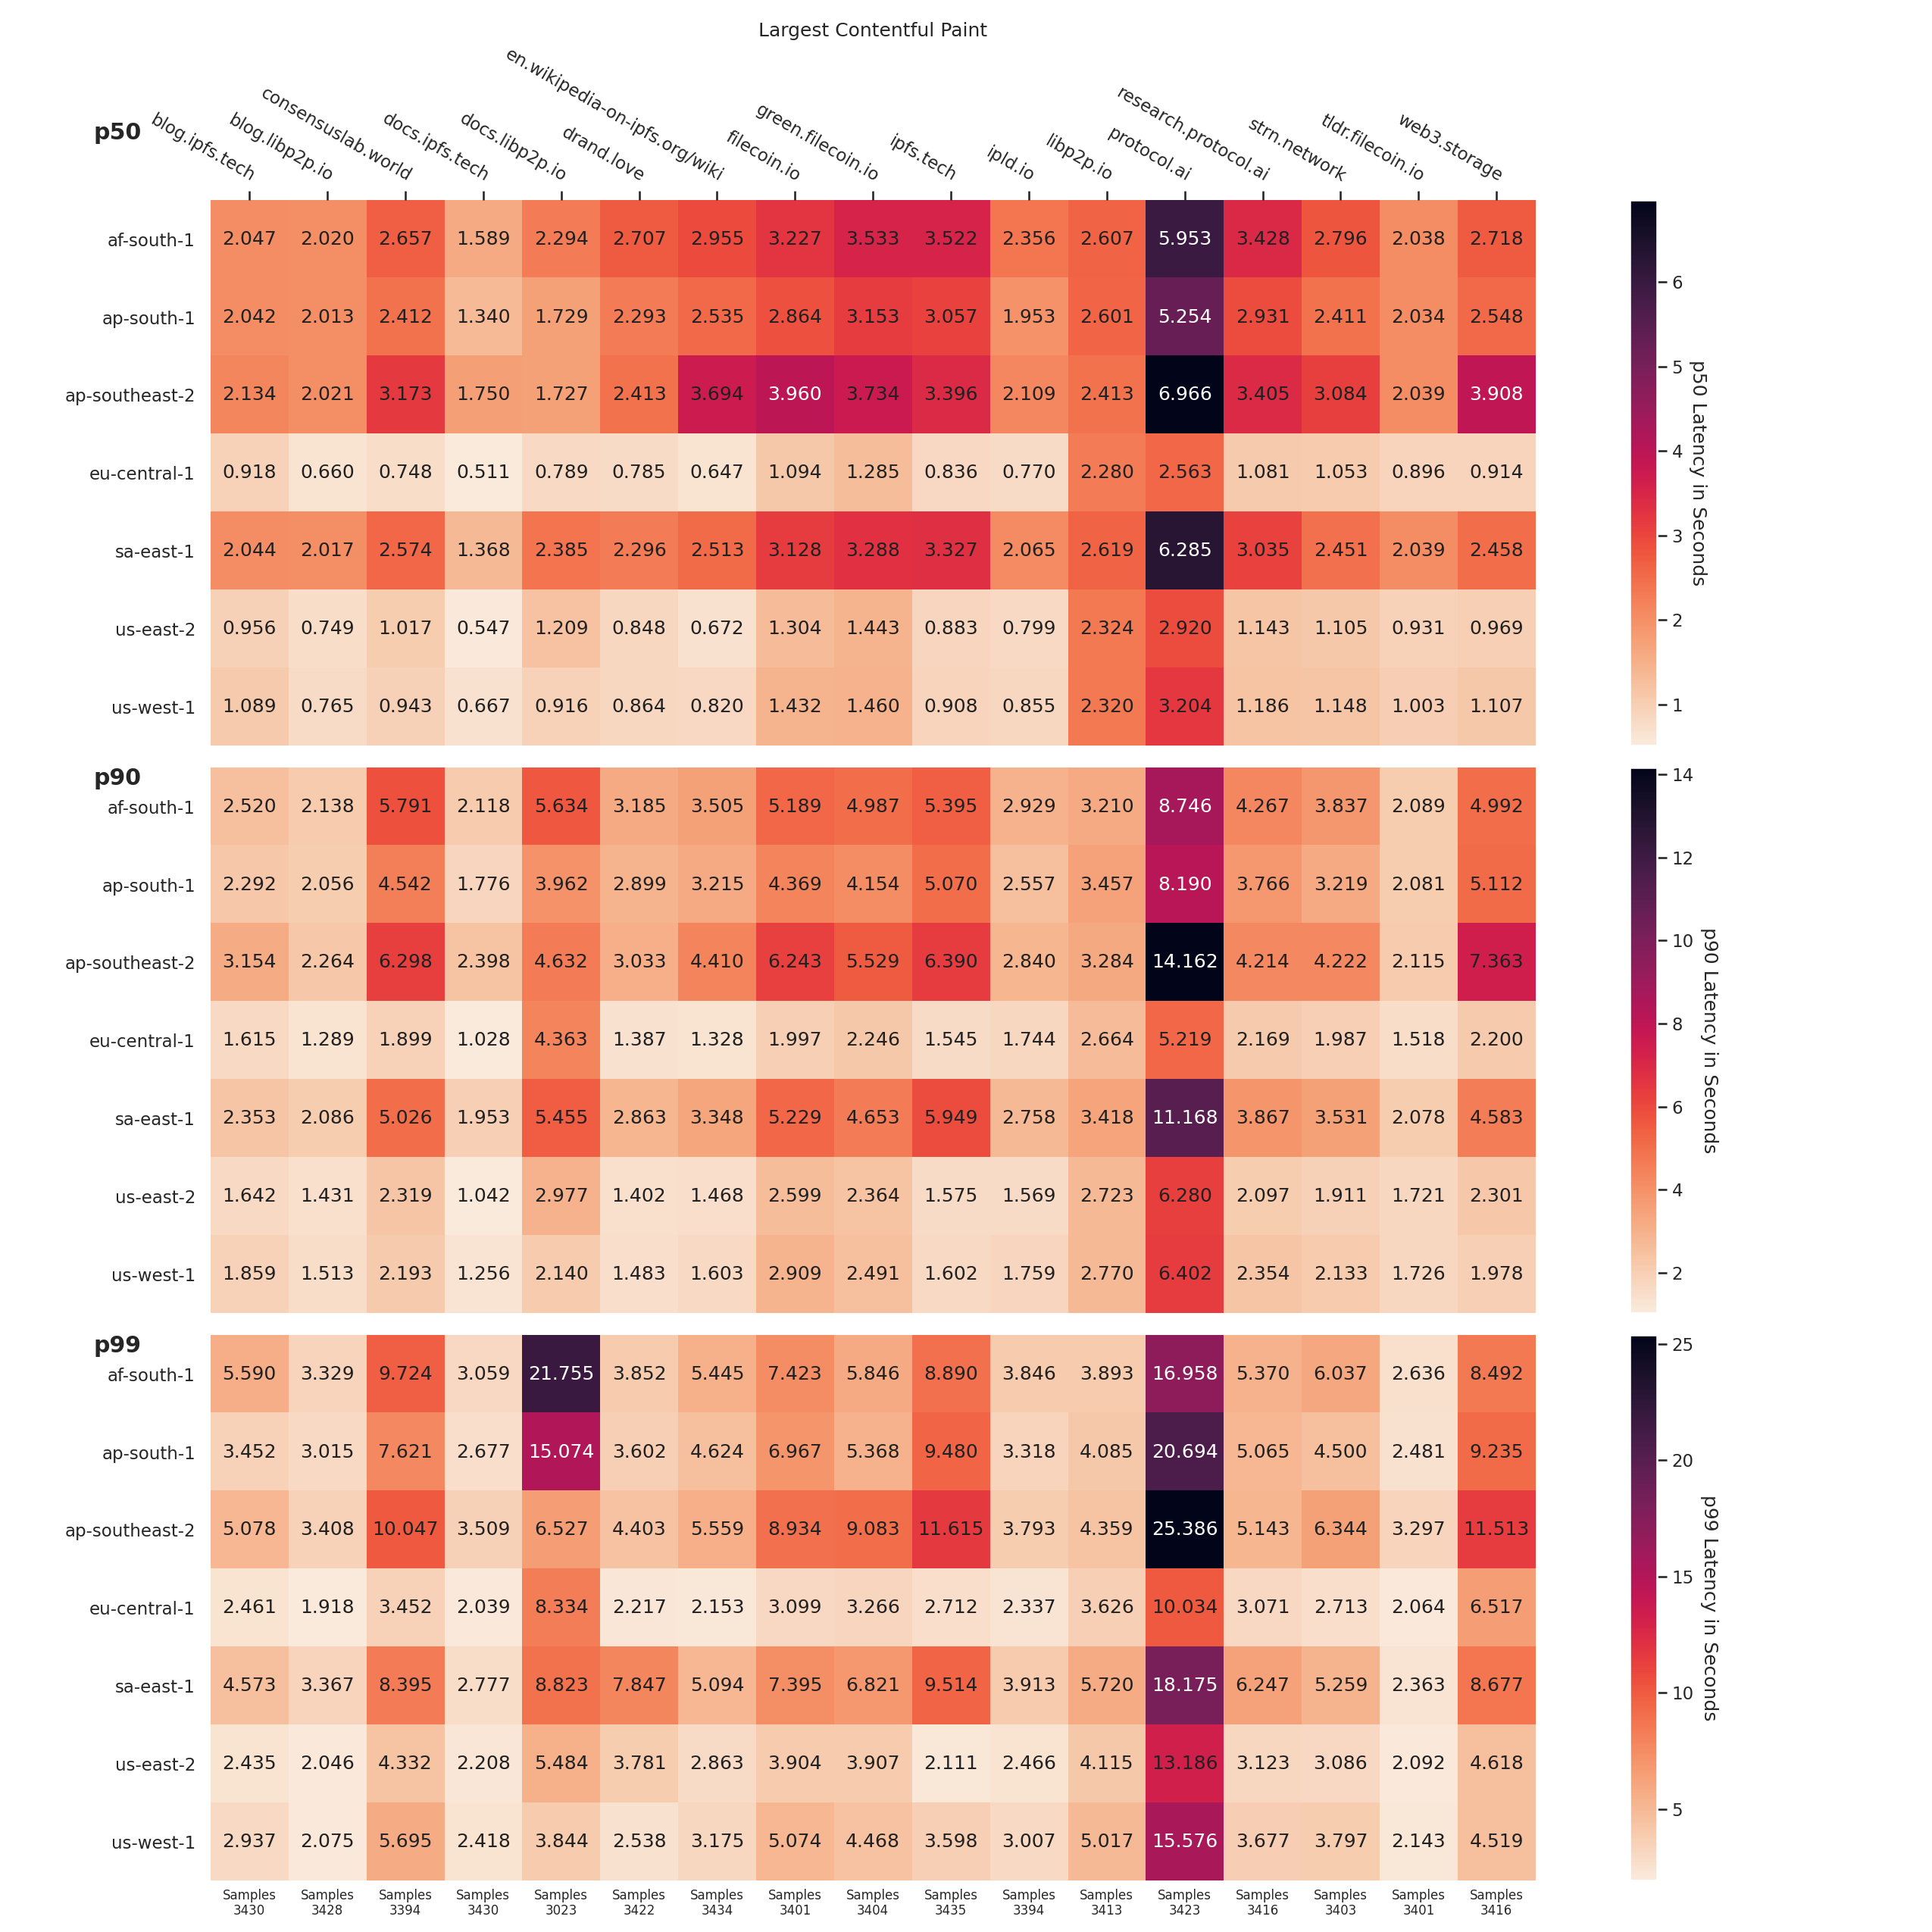 Largest Contentful Paint
p50
blog.ipfs.tech
blog.libp2p.io
consensuslab.world
docs.ipfs.tech
docs.libp2p.io
drand.love
en.wikipedia-on-ipfs.org/wiki
filecoin.io
green.filecoin.io
ipfs.tech
ipld.io
libp2p.io
protocol.ai
research.protocol.ai
strn.network
tldr.filecoin.io
web3.storage
af-south-1 2.047 2.020 2.657 1.589 2.294 2.707 2.955 3.227 3.533 3.522 2.356 2.607 5.953 3.428 2.796 2.038 2.718
ap-south-1 2.042 2.013 2.412 1.340 1.729 2.293 2.535 2.864 3.153 3.057 1.953 2.601 5.254 2.931 2.411 2.034 2.548
ap-southeast-2 2.134 2.021 3.173 1.750 1.727 2.413 3.694 3.960 3.734 3.396 2.109 2.413 6.966 3.405 3.084 2.039 3.908
eu-central-1 0.918 0.660 0.748 0.511 0.789 0.785 0.647 1.094 1.285 0.836 0.770 2.280 2.563 1.081 1.053 0.896 0.914
sa-east-1 2.044 2.017 2.574 1.368 2.385 2.296 2.513 3.128 3.288 3.327 2.065 2.619 6.285 3.035 2.451 2.039 2.458
us-east-2 0.956 0.749 1.017 0.547 1.209 0.848 0.672 1.304 1.443 0.883 0.799 2.324 2.920 1.143 1.105 0.931 0.969
us-west-1 1.089 0.765 0.943 0.667 0.916 0.864 0.820 1.432 1.460 0.908 0.855 2.320 3.204 1.186 1.148 1.003 1.107
6
5
4
3
2
1
p50 Latency in Seconds
p90
af-south-1 2.520 2.138 5.791 2.118 5.634 3.185 3.505 5.189 4.987 5.395 2.929 3.210 8.746 4.267 3.837 2.089 4.992
ap-south-1 2.292 2.056 4.542 1.776 3.962 2.899 3.215 4.369 4.154 5.070 2.557 3.457 8.190 3.766 3.219 2.081 5.112
ap-southeast-2 3.154 2.264 6.298 2.398 4.632 3.033 4.410 6.243 5.529 6.390 2.840 3.284 14.162 4.214 4.222 2.115 7.363
eu-central-1 1.615 1.289 1.899 1.028 4.363 1.387 1.328 1.997 2.246 1.545 1.744 2.664 5.219 2.169 1.987 1.518 2.200
sa-east-1 2.353 2.086 5.026 1.953 5.455 2.863 3.348 5.229 4.653 5.949 2.758 3.418 11.168 3.867 3.531 2.078 4.583
us-east-2 1.642 1.431 2.319 1.042 2.977 1.402 1.468 2.599 2.364 1.575 1.569 2.723 6.280 2.097 1.911 1.721 2.301
us-west-1 1.859 1.513 2.193 1.256 2.140 1.483 1.603 2.909 2.491 1.602 1.759 2.770 6.402 2.354 2.133 1.726 1.978
14
12
10
8
6
4
2
p90 Latency in Seconds
p99
af-south-1 5.590 3.329 9.724 3.059 21.755 3.852 5.445 7.423 5.846 8.890 3.846 3.893 16.958 5.370 6.037 2.636 8.492
ap-south-1 3.452 3.015 7.621 2.677 15.074 3.602 4.624 6.967 5.368 9.480 3.318 4.085 20.694 5.065 4.500 2.481 9.235
ap-southeast-2 5.078 3.408 10.047 3.509 6.527 4.403 5.559 8.934 9.083 11.615 3.793 4.359 25.386 5.143 6.344 3.297 11.513
eu-central-1 2.461 1.918 3.452 2.039 8.334 2.217 2.153 3.099 3.266 2.712 2.337 3.626 10.034 3.071 2.713 2.064 6.517
sa-east-1 4.573 3.367 8.395 2.777 8.823 7.847 5.094 7.395 6.821 9.514 3.913 5.720 18.175 6.247 5.259 2.363 8.677
us-east-2 2.435 2.046 4.332 2.208 5.484 3.781 2.863 3.904 3.907 2.111 2.466 4.115 13.186 3.123 3.086 2.092 4.618
us-west-1 2.937 2.075 5.695 2.418 3.844 2.538 3.175 5.074 4.468 3.598 3.007 5.017 15.576 3.677 3.797 2.143 4.519
25
20
15
10
5
p99 Latency in Seconds
Samples Samples Samples Samples Samples Samples Samples Samples Samples Samples Samples Samples Samples Samples Samples Samples Samples
3430 3428 3394 3430 3023 3422 3434 3401 3404 3435 3394 3413 3423 3416 3403 3401 3416